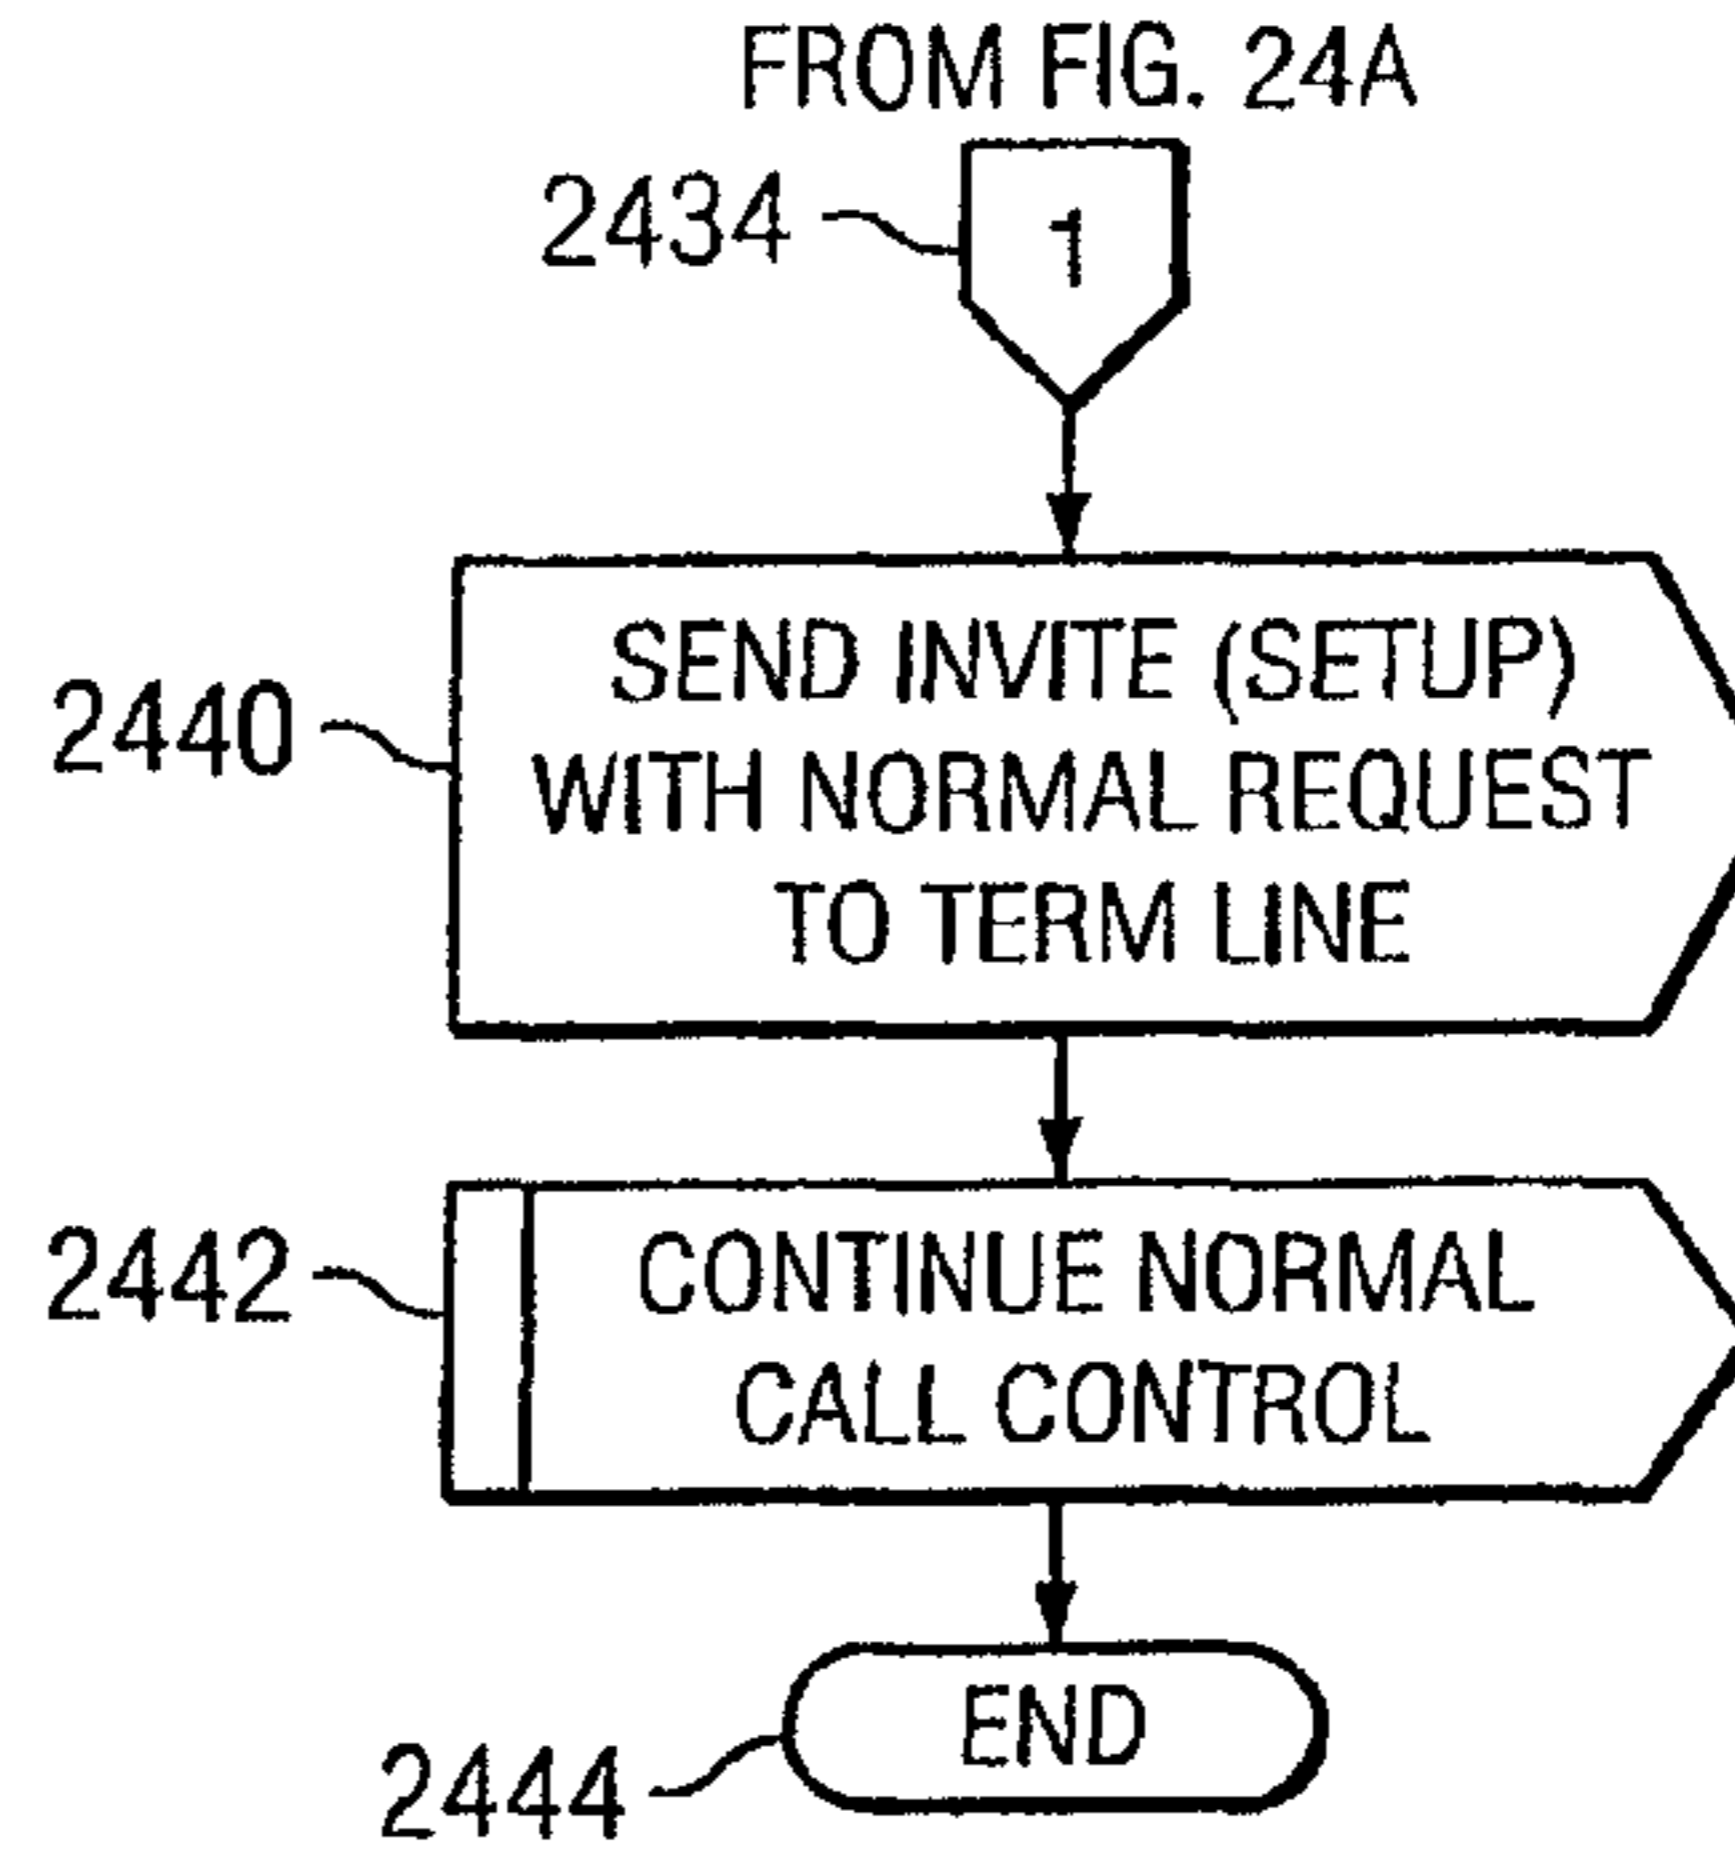 FROM FIG. 24A
2434
1
SEND INVITE (SETUP)
2440
WITH NORMAL REQUEST
TO TERM LINE
2442
CONTINUE NORMAL
CALL CONTROL
END
2444